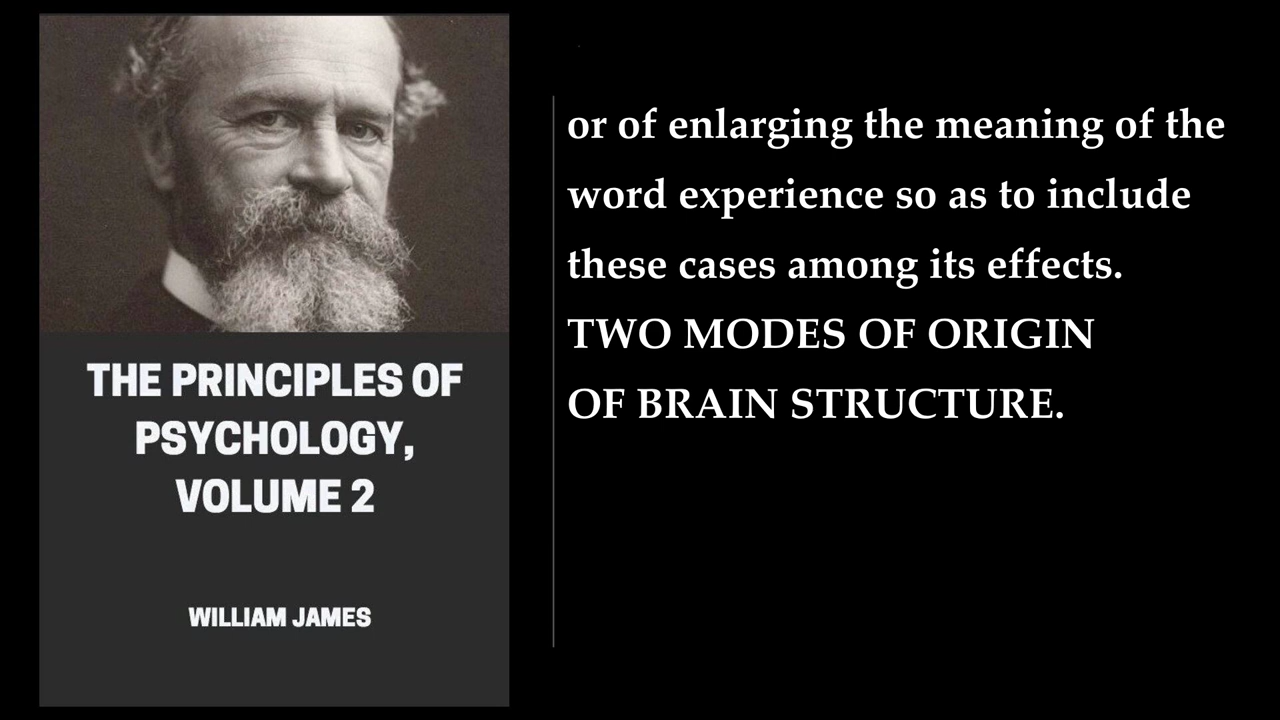 THE PRINCIPLES OF
PSYCHOLOGY,
VOLUME 2
WILLIAM JAMES
or of enlarging the meaning of the
word experience so as to include
these cases among its effects.
TWO MODES OF ORIGIN
OF BRAIN STRUCTURE.